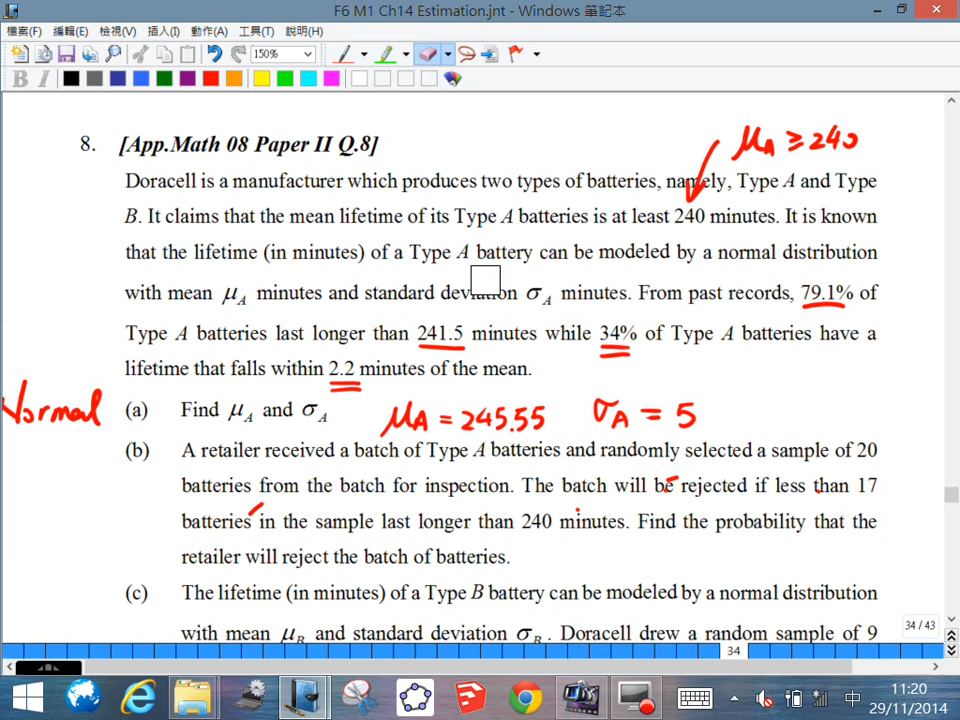 F6 M1 Ch14 Estimation.jnt - Windows 筆記本
檔案(F) 編輯(E) 檢視(V) 插入(I) 動作(A) 工具(T) 說明(H)
150%
B I
8. [App.Math 08 Paper II Q.8]
μA ≥ 240
Doracell is a manufacturer which produces two types of batteries, namely, Type A and Type
B. It claims that the mean lifetime of its Type A batteries is at least 240 minutes. It is known
that the lifetime (in minutes) of a Type A battery can be modeled by a normal distribution
with mean μA minutes and standard deviation σA minutes. From past records, 79.1% of
Type A batteries last longer than 241.5 minutes while 34% of Type A batteries have a
lifetime that falls within 2.2 minutes of the mean.
Normal (a) Find μA and σA μA = 245.55 σA = 5
(b) A retailer received a batch of Type A batteries and randomly selected a sample of 20
batteries from the batch for inspection. The batch will be rejected if less than 17
batteries in the sample last longer than 240 minutes. Find the probability that the
retailer will reject the batch of batteries.
(c) The lifetime (in minutes) of a Type B battery can be modeled by a normal distribution
with mean μB and standard deviation σB. Doracell drew a random sample of 9
34 / 43
34
中
11:20
29/11/2014